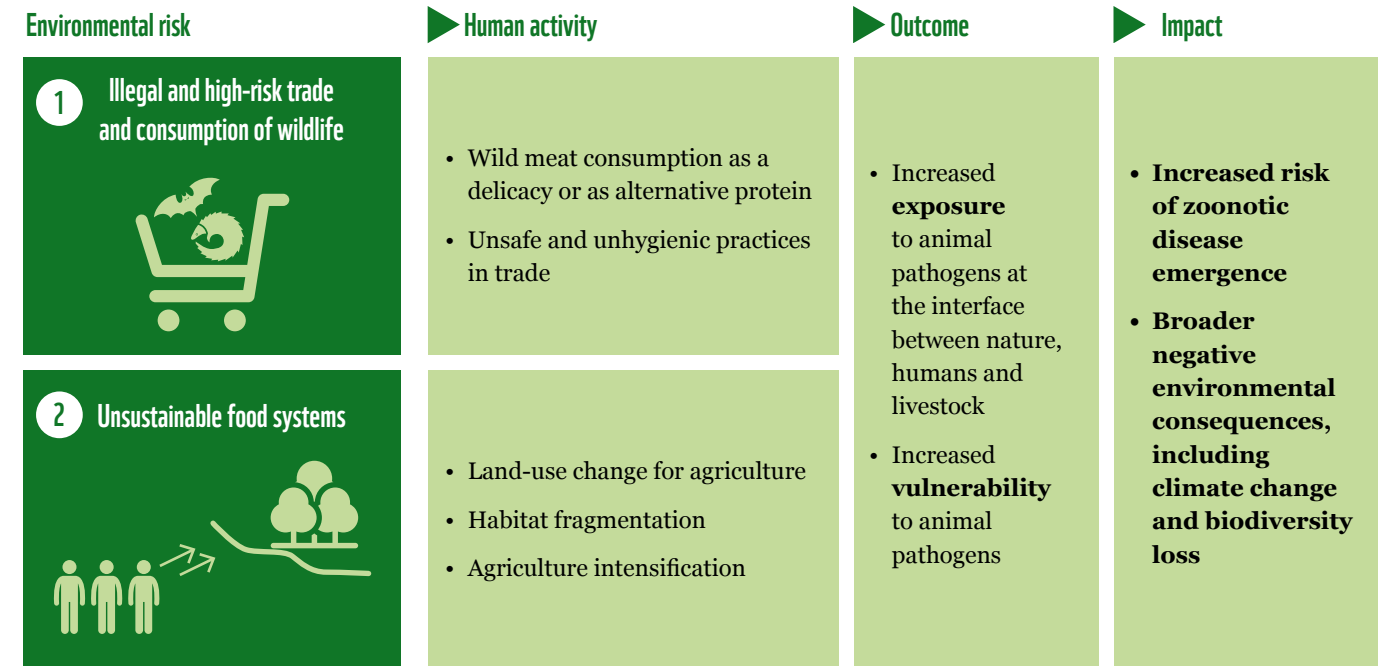 Environmental risk
Human activity
Outcome
Impact
1
Illegal and high-risk trade
and consumption of wildlife
• Wild meat consumption as a
delicacy or as alternative protein
• Unsafe and unhygienic practices
in trade
2
Unsustainable food systems
• Land-use change for agriculture
• Habitat fragmentation
• Agriculture intensification
• Increased
exposure
to animal
pathogens at
the interface
between nature,
humans and
livestock
• Increased
vulnerability
to animal
pathogens
• Increased risk
of zoonotic
disease
emergence
• Broader
negative
environmental
consequences,
including
climate change
and biodiversity
loss